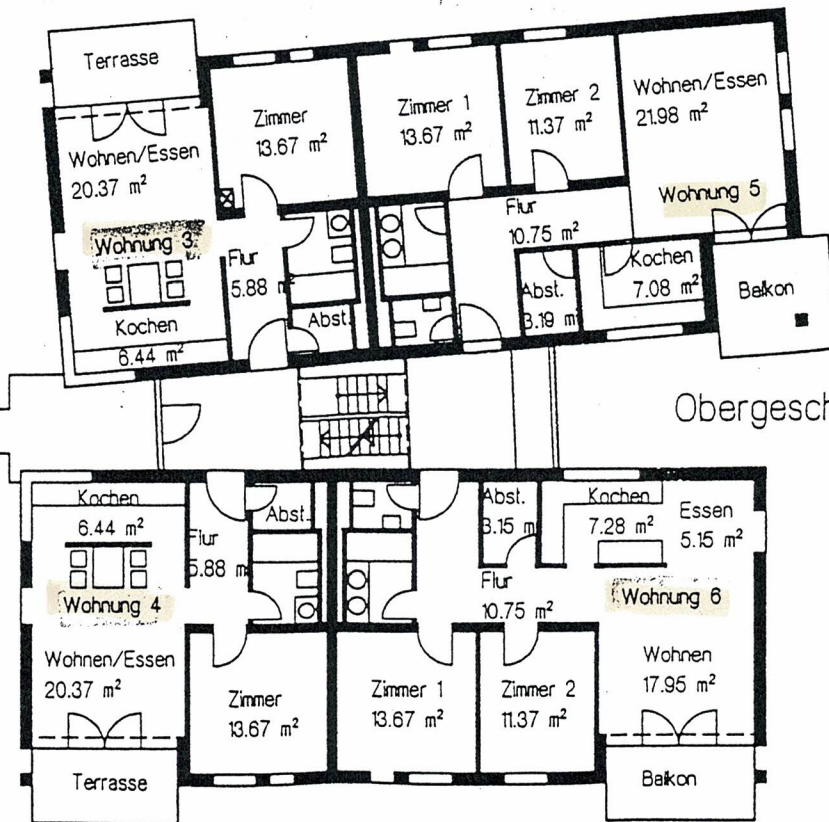 Terrasse
Wohnen/Essen
20.37 m²
Wohnung 3
Kochen
6.44 m²
Zimmer
13.67 m²
Flur
5.88 m²
Abst.
Zimmer 1
13.67 m²
Zimmer 2
11.37 m²
Wohnen/Essen
21.98 m²
Wohnung 5
Flur
10.75 m²
Abst.
3.19 m
Kochen
7.08 m²
Balkon
Obergesch
Kochen
6.44 m²
Wohnung 4
Wohnen/Essen
20.37 m²
Terrasse
Flur
5.88 m
Abst.
Zimmer
13.67 m²
Zimmer 1
13.67 m²
Zimmer 2
11.37 m²
Abst.
3.15 m
Flur
10.75 m²
Kochen
7.28 m²
Essen
5.15 m²
Wohnung 6
Wohnen
17.95 m²
Balkon